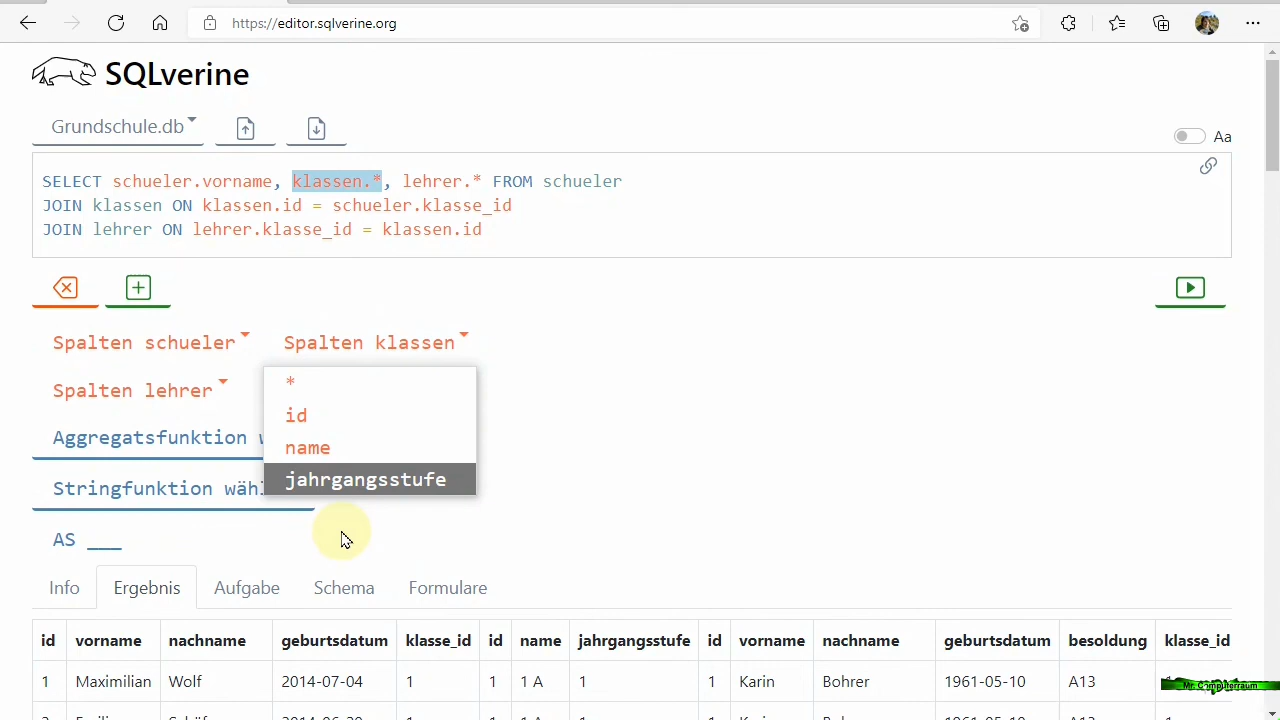 https://editor.sqlverine.org
SQLverine
Grundschule.db
Aa
SELECT schueler.vorname, klassen.*, lehrer.* FROM schueler
JOIN klassen ON klassen.id = schueler.klasse_id
JOIN lehrer ON lehrer.klasse_id = klassen.id
Spalten schueler Spalten klassen
Spalten lehrer
*
id
name
jahrgangsstufe
Aggregatsfunktion
Stringfunktion
AS ___
Info Ergebnis Aufgabe Schema Formulare
id vorname nachname geburtsdatum klasse_id id name jahrgangsstufe id vorname nachname geburtsdatum besoldung klasse_id
1 Maximilian Wolf 2014-07-04 1 1 1 A 1 1 Karin Bohrer 1961-05-10 A13
Mr. Computerraum